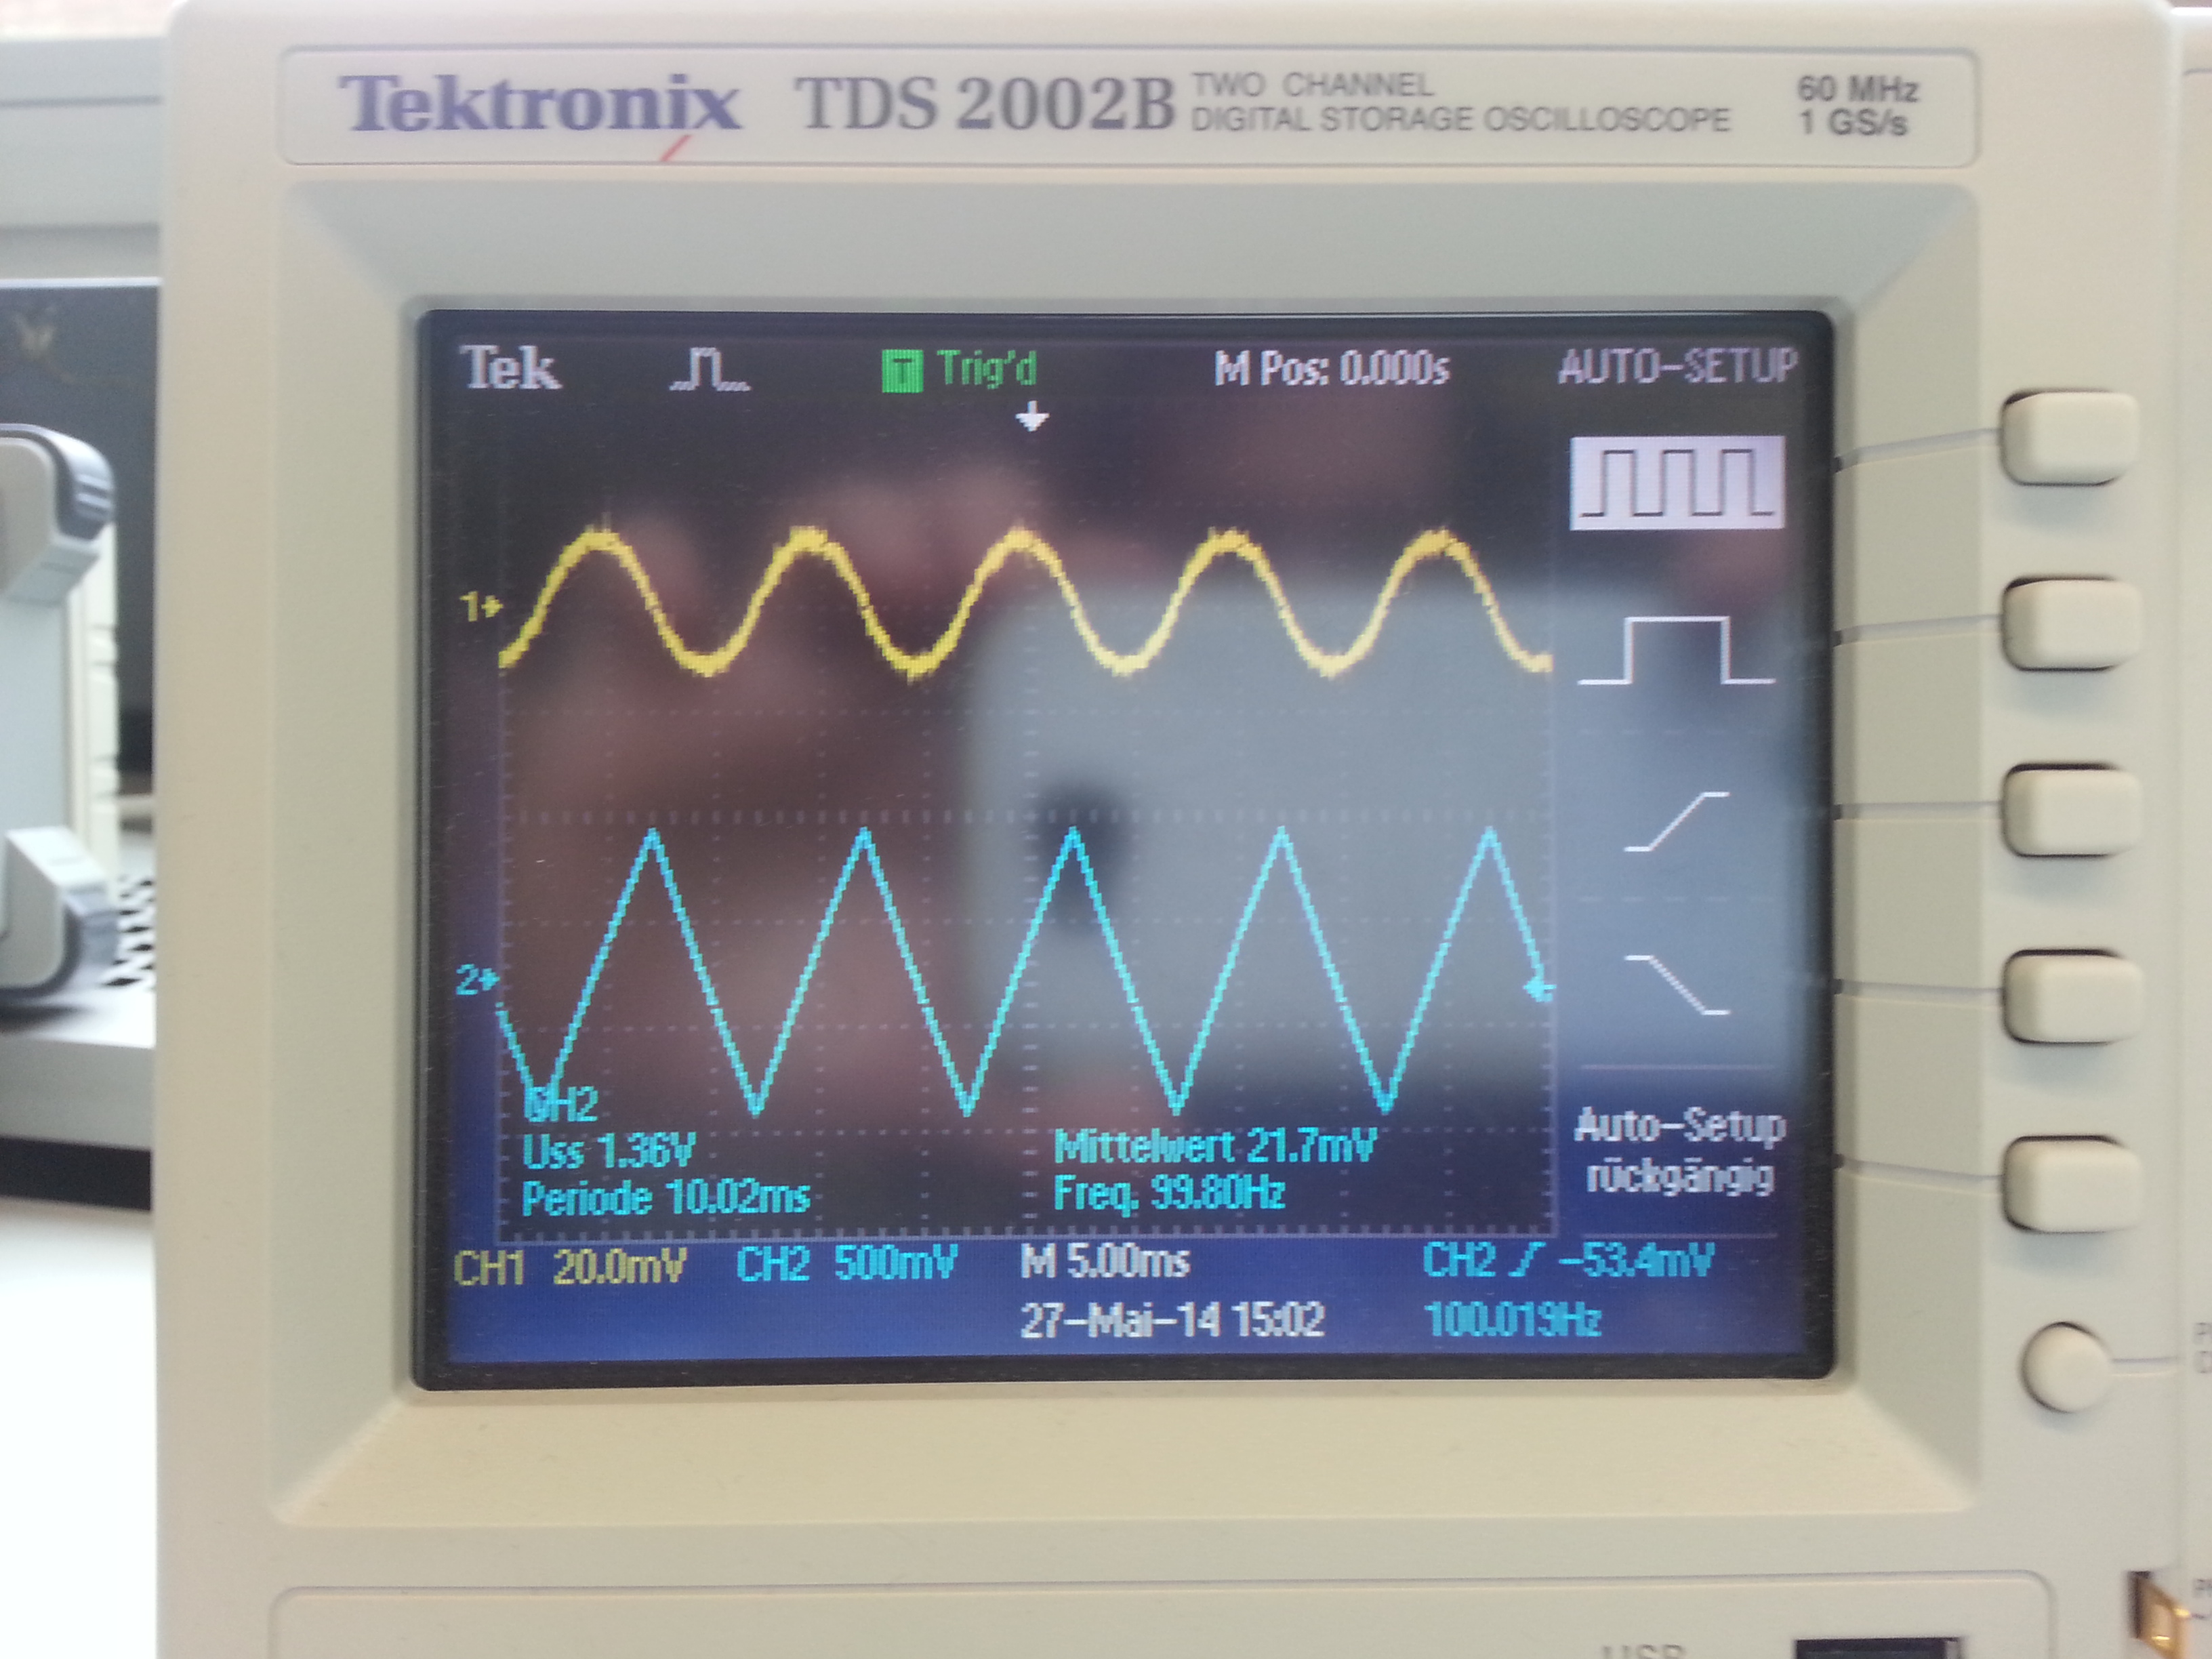 Tektronix TDS 2002B TWO CHANNEL DIGITAL STORAGE OSCILLOSCOPE 60 MHz 1 GS/s
Tek T Trig'd M Pos: 0.000s AUTO-SETUP
1
2
CH2
Uss 1.36V Mittelwert 21.7mV
Periode 10.02ms Freq. 99.80Hz
Auto-Setup
rückgängig
CH1 20.0mV CH2 500mV M 5.00ms CH2 -53.4mV
27-Mai-14 15:02 100.019Hz
USB